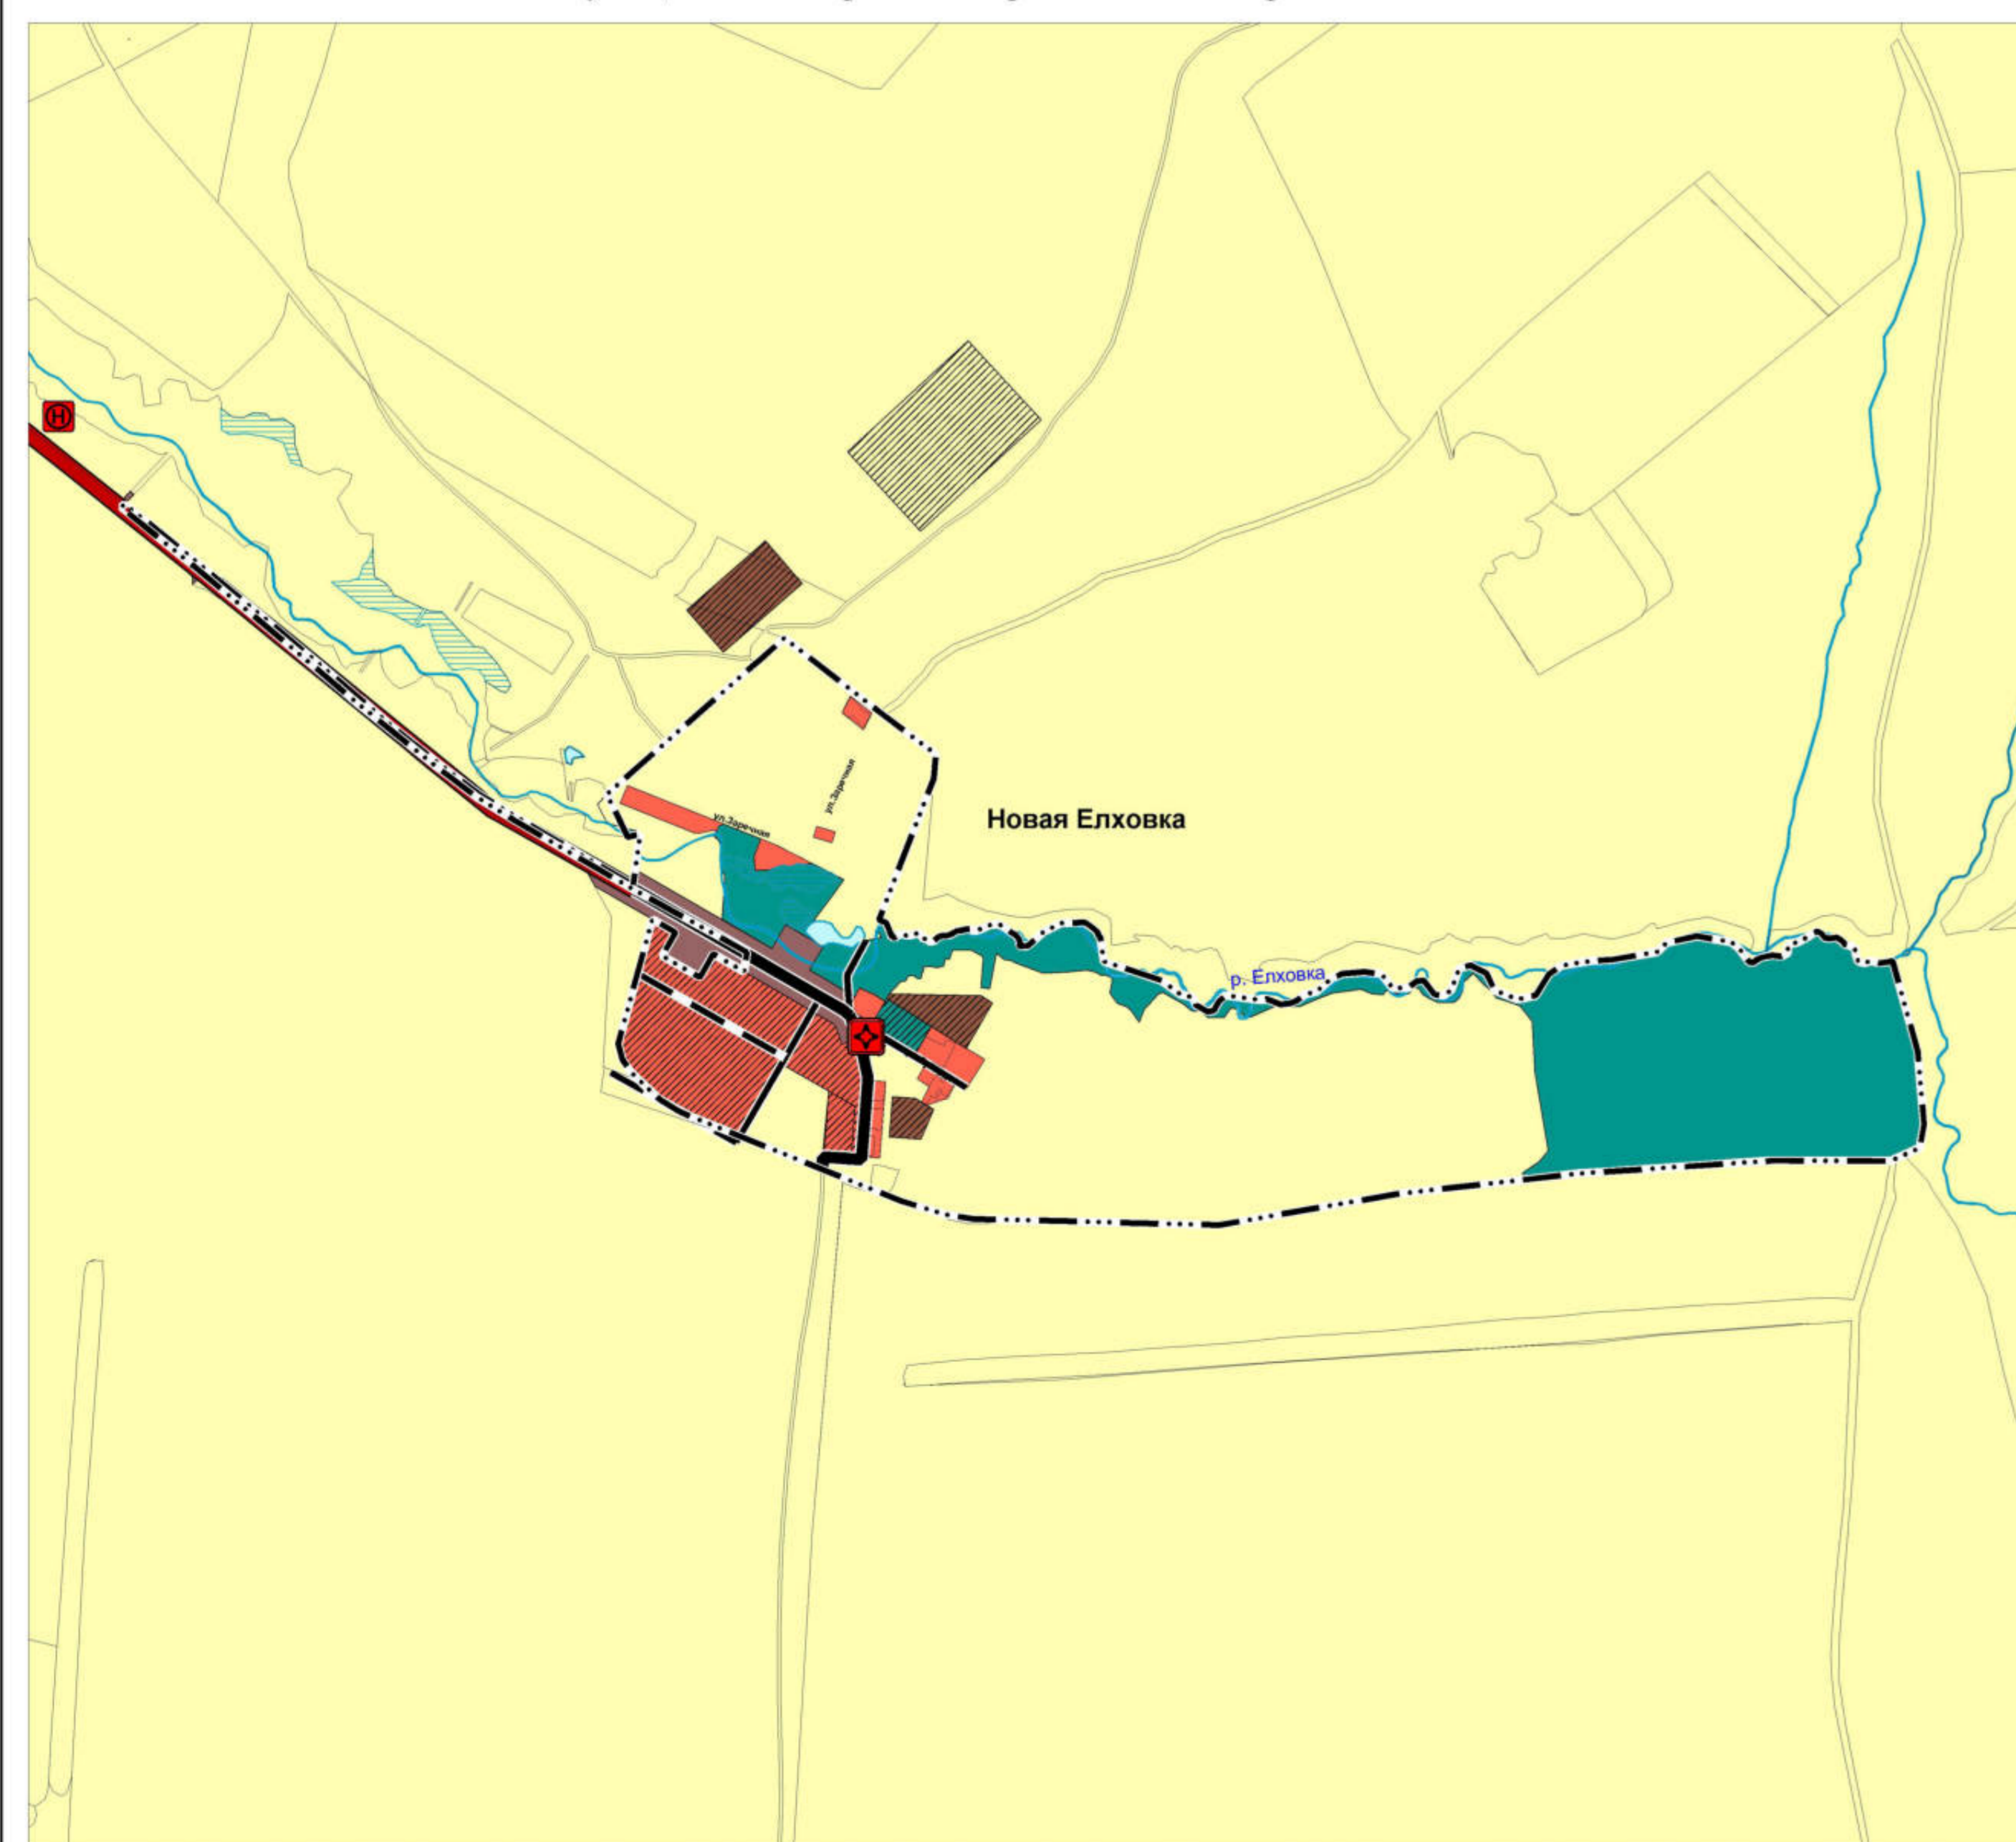 Н
ул.Заречная
ул.Заречная
Новая Елховка
р. Елховка